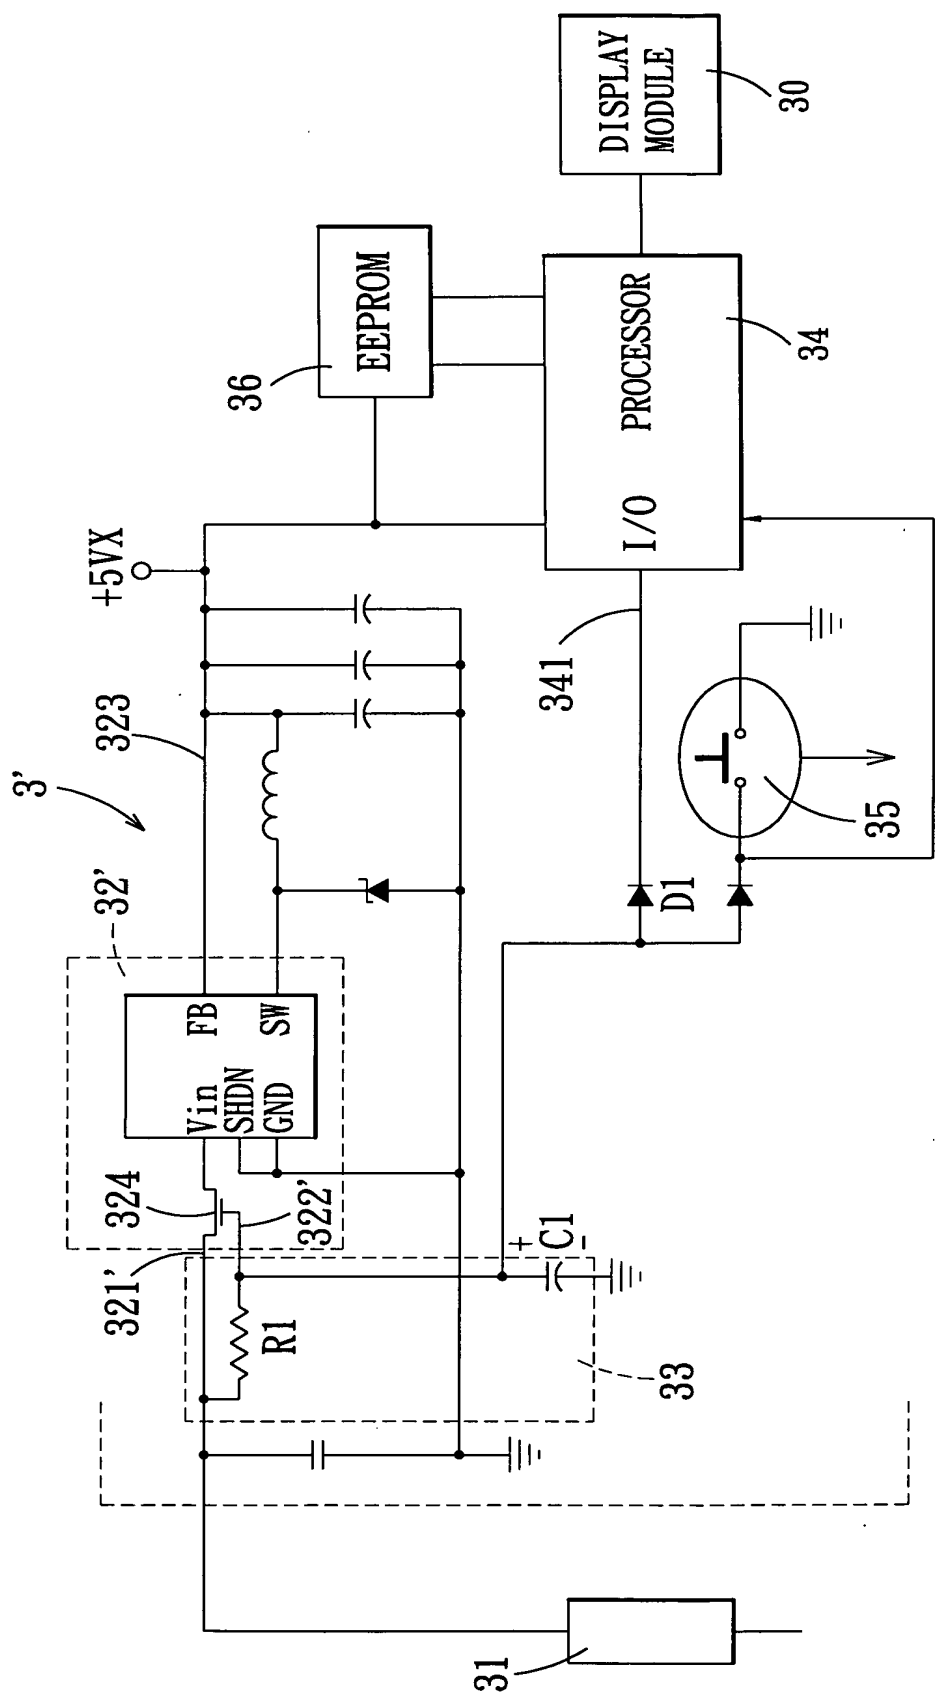 3'
32'
323
+5VX
36
EEPROM
324
Vin
SHDN
GND
FB
SW
321'
322'
R1
+
C1
-
33
31
341
D1
35
I/O
PROCESSOR
34
DISPLAY
MODULE
30